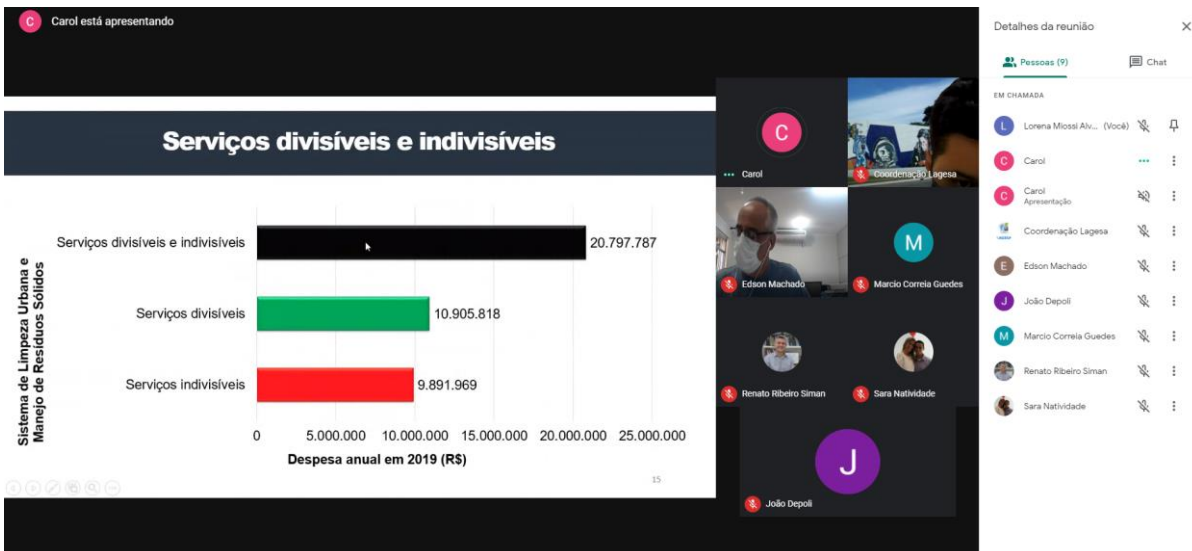 C Carol está apresentando
Serviços divisíveis e indivisíveis
Sistema de Limpeza Urbana e
Manejo de Resíduos Sólidos
Serviços divisíveis e indivisíveis
20.797.787
Serviços divisíveis
10.905.818
Serviços indivisíveis
9.891.969
0 5.000.000 10.000.000 15.000.000 20.000.000 25.000.000
Despesa anual em 2019 (R$)
15
C
Carol
Coordenação Lagesa
Edson Machado
M
Marcio Correia Guedes
Renato Ribeiro Siman
Sara Natividade
J
João Depoli
Detalhes da reunião
Pessoas (9)
Chat
EM CHAMADA
L Lorena Miossi Alv... (Você)
C Carol
C Carol
Apresentação
Coordenação Lagesa
E Edson Machado
J João Depoli
M Marcio Correia Guedes
Renato Ribeiro Siman
Sara Natividade